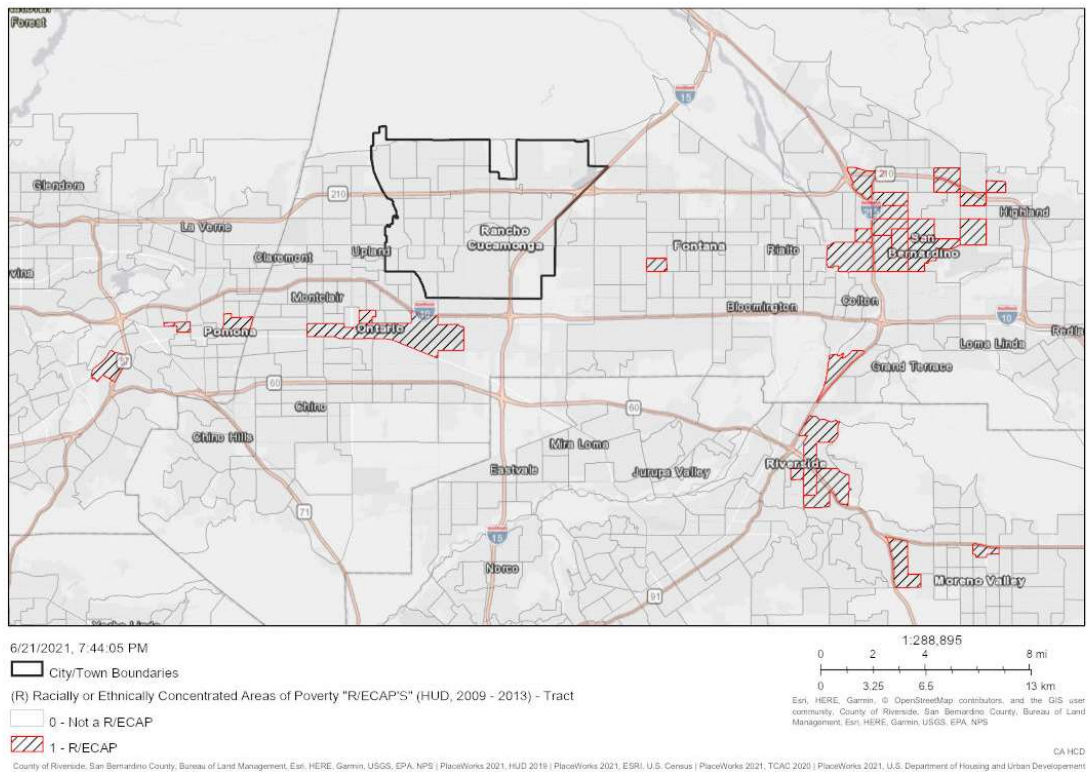 Forest
15
210
Glendora
210
215
Highland
La Verne
Rancho
Cucamonga
San
Bernardino
Upland
Claremont
Fontana
Rialto
vina
Montclair
10
Bloomington
Colton
10
Pomona
Ontario
Loma Linda
Redla
57
Grand Terrace
60
60
Chino
Chino Hills
Mira Loma
Riverside
Eastvale
Jurupa Valley
71
15
Norco
Moreno Valley
91
6/21/2021, 7:44:05 PM
City/Town Boundaries
(R) Racially or Ethnically Concentrated Areas of Poverty "R/ECAP'S" (HUD, 2009 - 2013) - Tract
0 - Not a R/ECAP
1 - R/ECAP
1:288,895
0 2 4 8 mi
0 3.25 6.5 13 km
Esri, HERE, Garmin, © OpenStreetMap contributors, and the GIS user
community, County of Riverside, San Bernardino County, Bureau of Land
Management, Esri, HERE, Garmin, USGS, EPA, NPS
CA HCD
County of Riverside, San Bernardino County, Bureau of Land Management, Esri, HERE, Garmin, USGS, EPA, NPS | PlaceWorks 2021, HUD 2019 | PlaceWorks 2021, ESRI, U.S. Census | PlaceWorks 2021, TCAC 2020 | PlaceWorks 2021, U.S. Department of Housing and Urban Developement